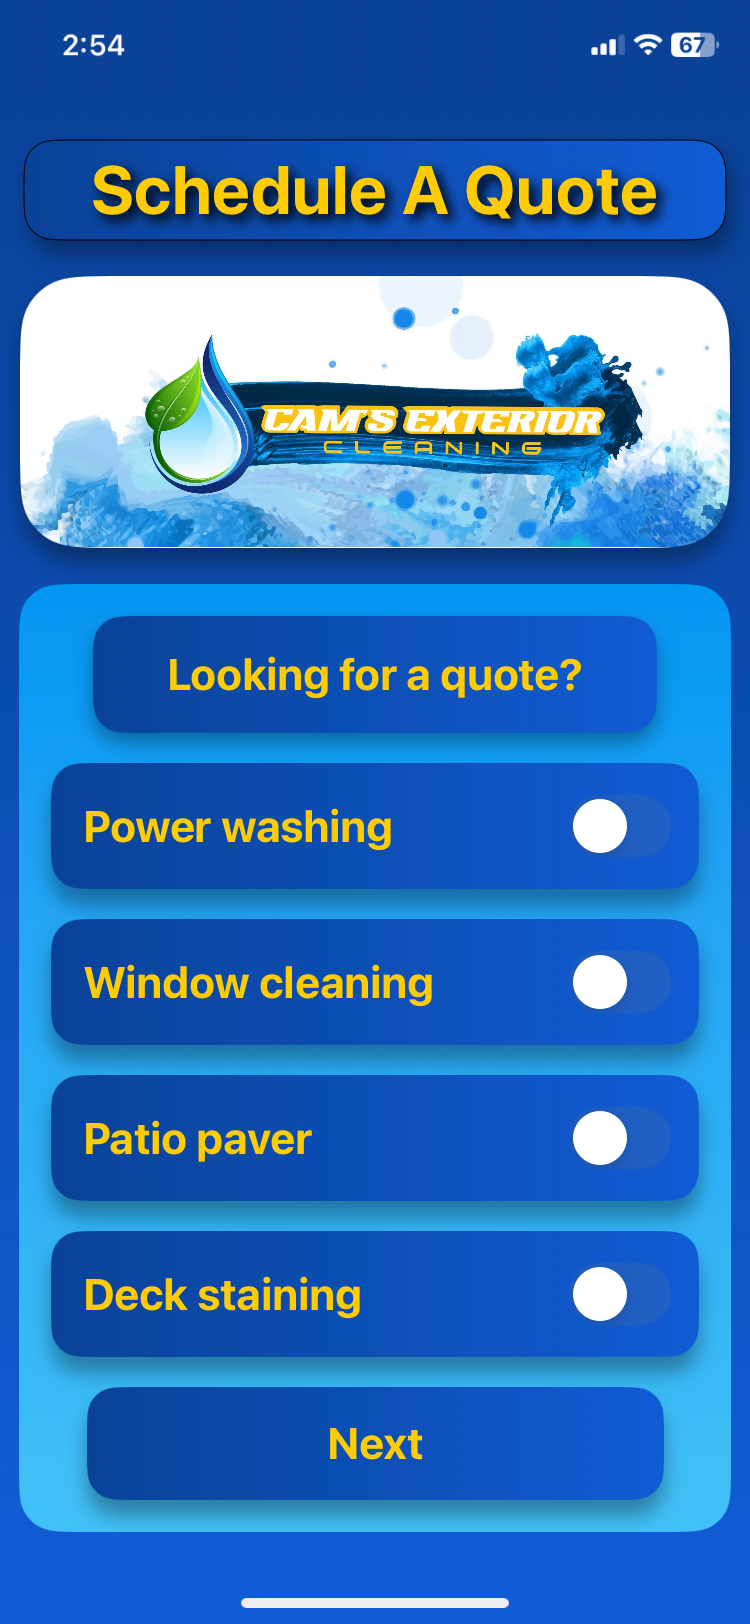 2:54
67
Schedule A Quote
CAM'S EXTERIOR
CLEANING
Looking for a quote?
Power washing
Window cleaning
Patio paver
Deck staining
Next